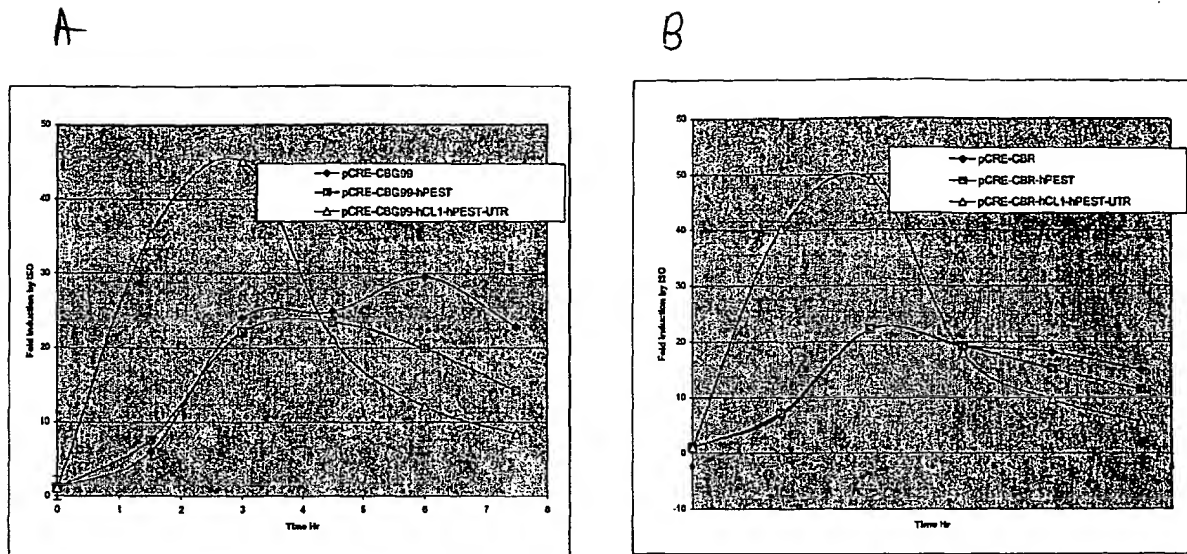 A
50
40
30
20
10
0
Fold Induction by ISO
pCRE-CBG99
pCRE-CBG99-hPEST
pCRE-CBG99-hCL1-hPEST-UTR
0 1 2 3 4 5 6 7 8
Time Hr
B
60
50
40
30
20
10
0
-10
Fold Induction by ISO
pCRE-CBR
pCRE-CBR-hPEST
pCRE-CBR-hCL1-hPEST-UTR
Time Hr